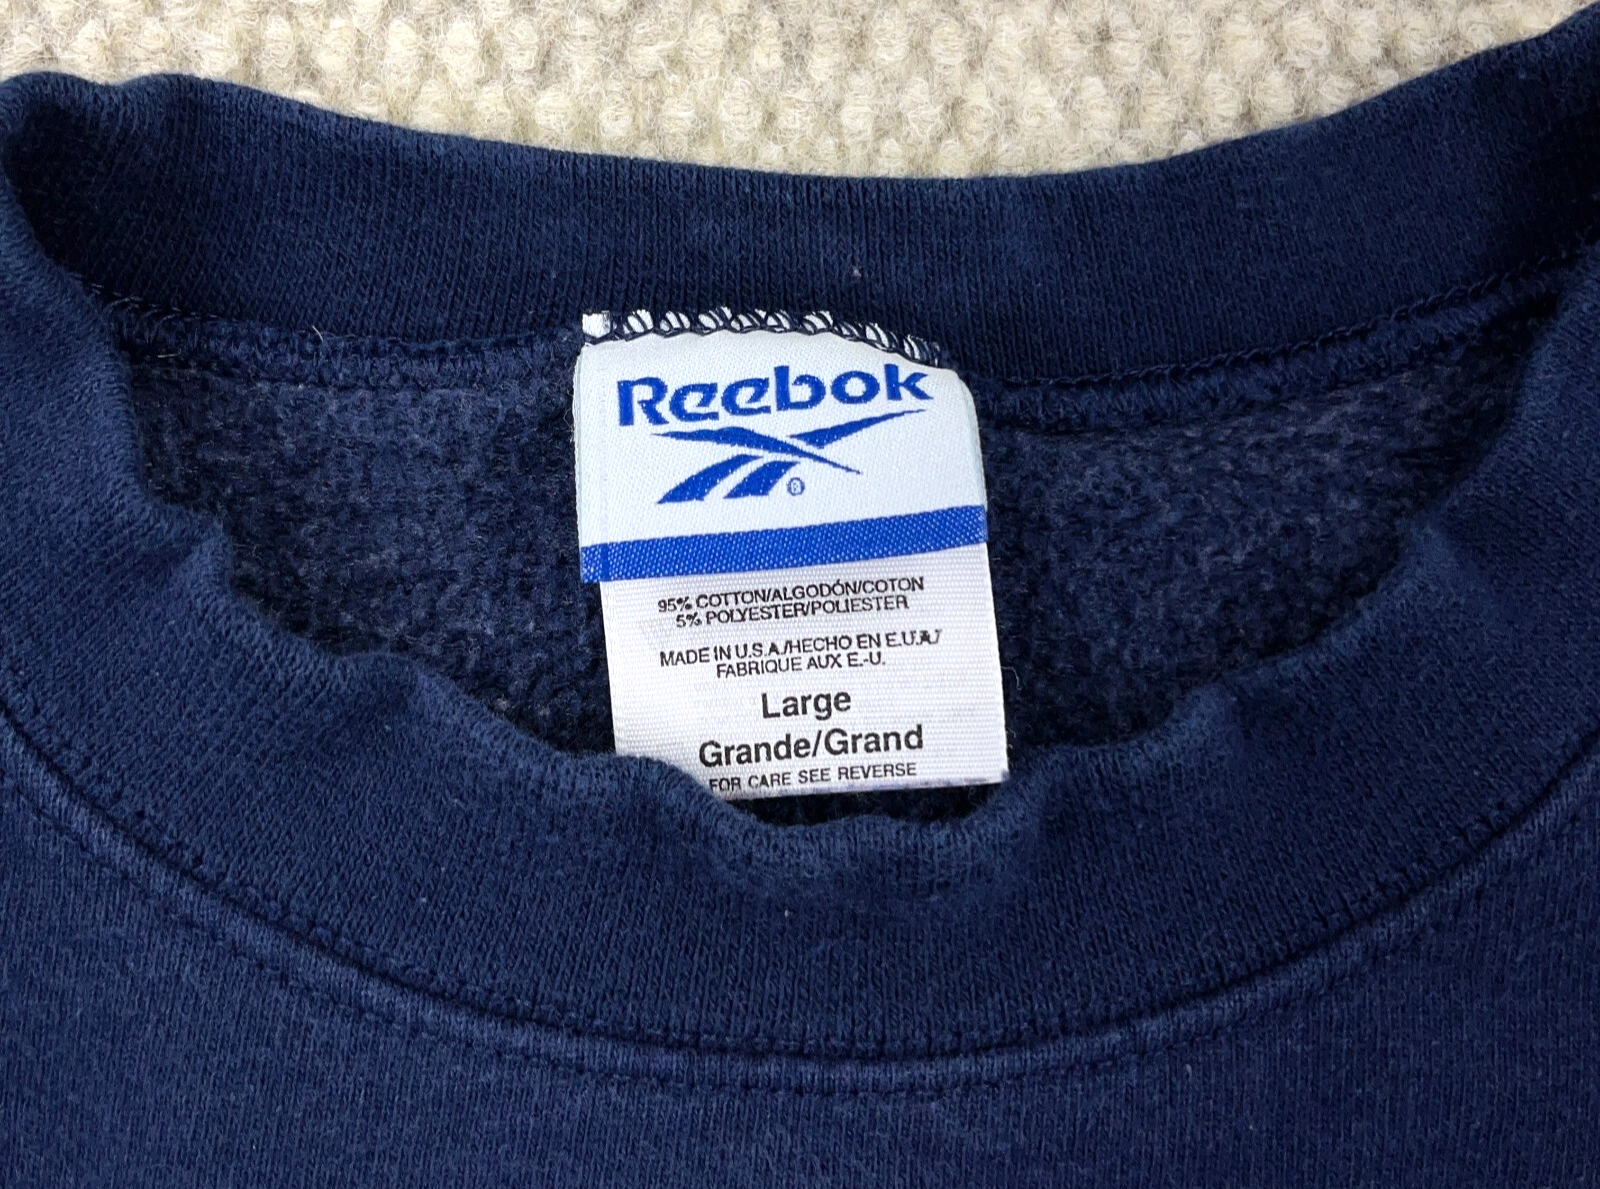 Reebok
®
95% COTTON/ALGODÓN/COTON
5% POLYESTER/POLIESTER
MADE IN U.S.A./HECHO EN E.U.A./
FABRIQUE AUX E.-U.
Large
Grande/Grand
FOR CARE SEE REVERSE